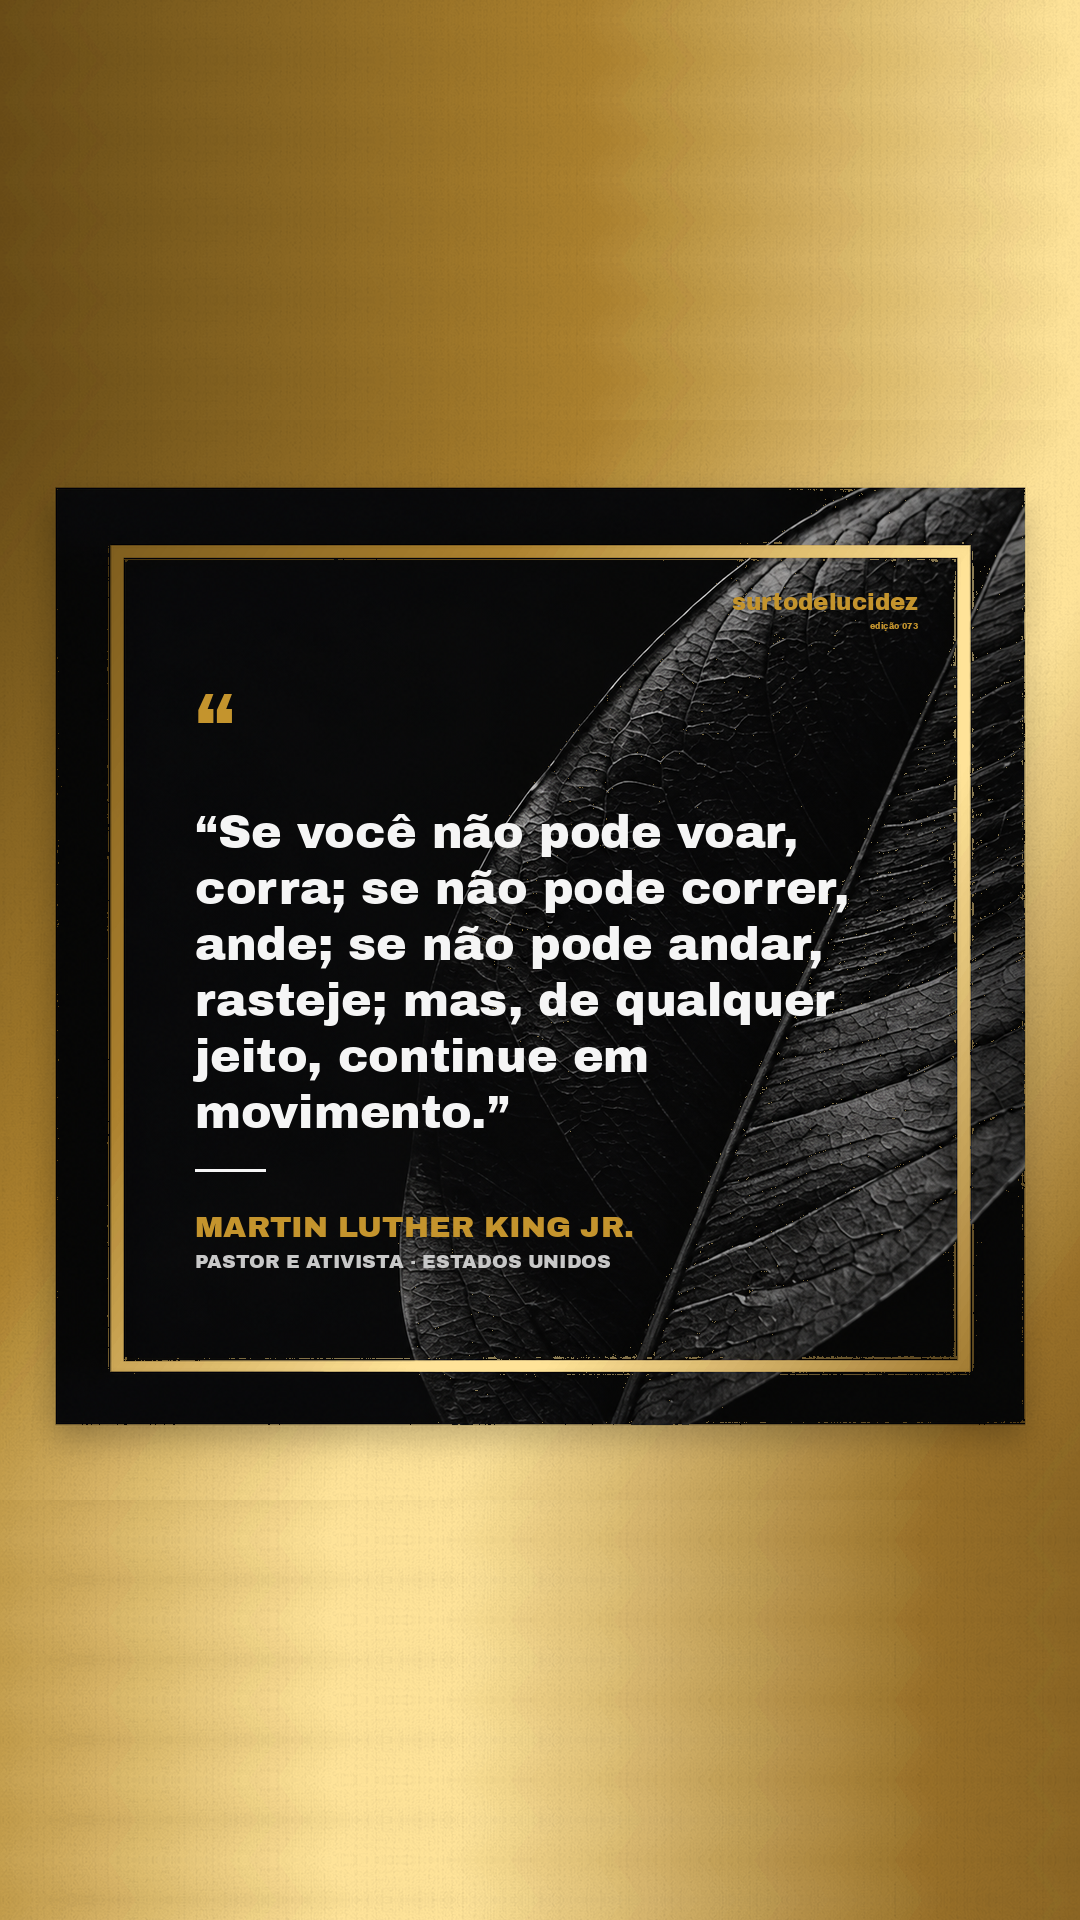 surtodelucidez
edição 073
“
“Se você não pode voar,
corra; se não pode correr,
ande; se não pode andar,
rasteje; mas, de qualquer
jeito, continue em
movimento.”
MARTIN LUTHER KING JR.
PASTOR E ATIVISTA · ESTADOS UNIDOS